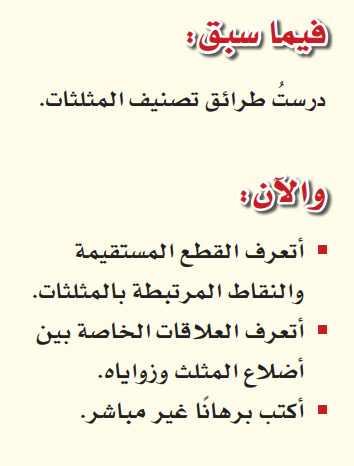 فيما سبق:
درستُ طرائق تصنيف المثلثات.
والآن:
■ أتعرف القطع المستقيمة
والنقاط المرتبطة بالمثلثات.
■ أتعرف العلاقات الخاصة بين
أضلاع المثلث وزواياه.
■ أكتب برهانًا غير مباشر.